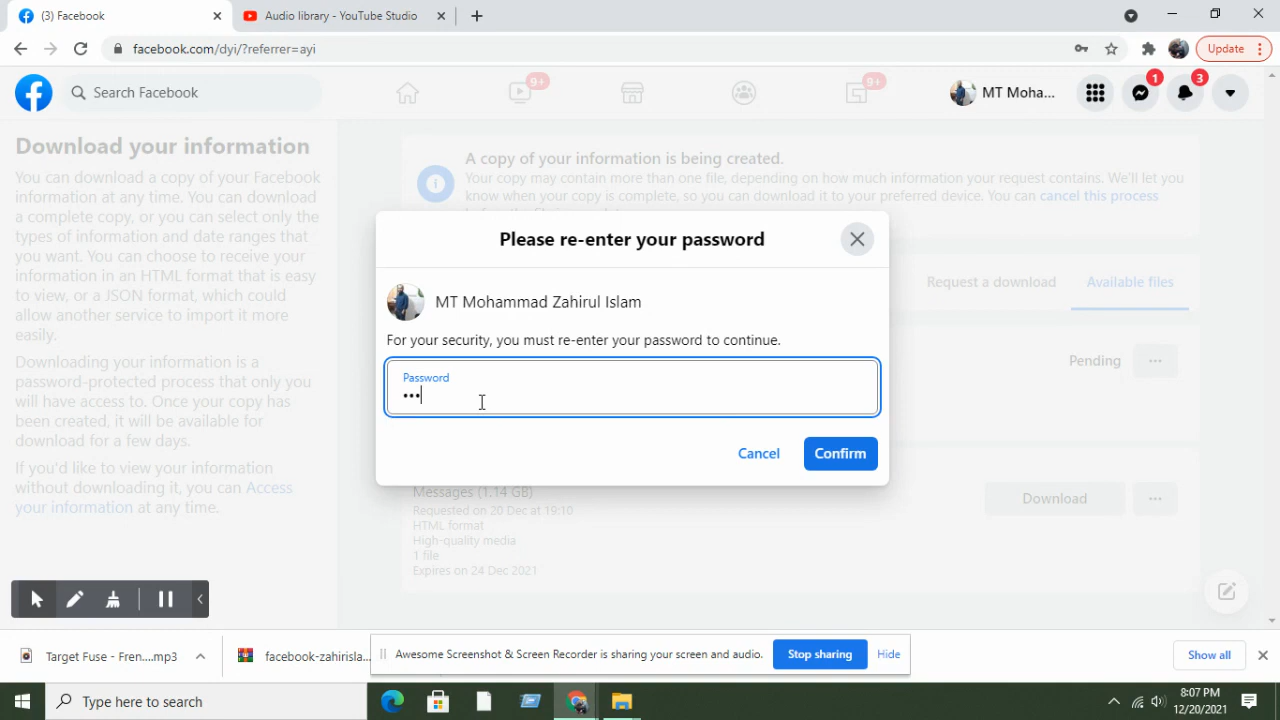 (3) Facebook
Audio library - YouTube Studio
facebook.com/dyi/?referrer=ayi
Update
Search Facebook
9+
9+
MT Moha...
1
3
Download your information
You can download a copy of your Facebook
information at any time. You can download
a complete copy, or you can select only the
types of information and date ranges that
you want. You can choose to receive your
information in an HTML format that is easy
to view, or a JSON format, which could
allow another service to import it more
easily.
Downloading your information is a
password-protected process that only you
will have access to. Once your copy has
been created, it will be available for
download for a few days.
If you'd like to view your information
without downloading it, you can Access
your information at any time.
A copy of your information is being created.
Your copy may contain more than one file, depending on how much information your request contains. We'll let you
know when your copy is complete, so you can download it to your preferred device. You can cancel this process
Request a download
Available files
Pending
Please re-enter your password
MT Mohammad Zahirul Islam
For your security, you must re-enter your password to continue.
Password
•••
Cancel
Confirm
Messages (1.14 GB)
Requested on 20 Dec at 19:10
HTML format
High-quality media
1 file
Expires on 24 Dec 2021
Download
Target Fuse - Fren....mp3
facebook-zahirisla...
Awesome Screenshot & Screen Recorder is sharing your screen and audio.
Stop sharing
Hide
Show all
Type here to search
8:07 PM
12/20/2021